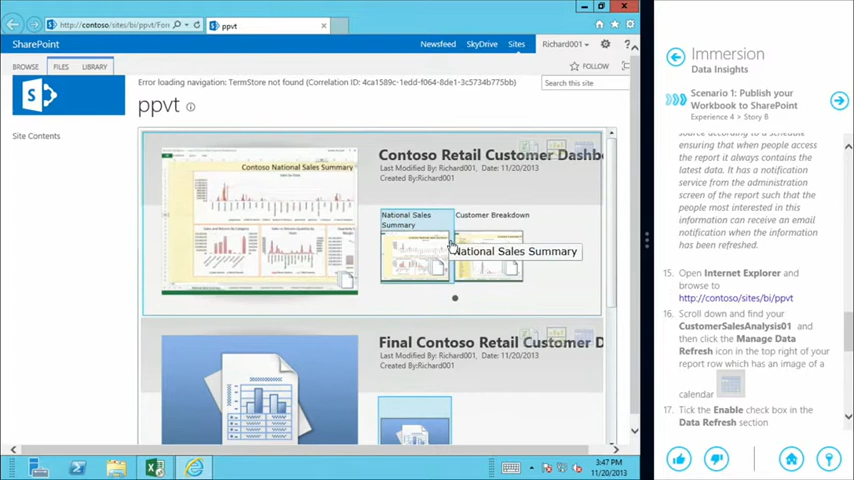 http://contoso/sites/bi/ppvt/For
ppvt
SharePoint
Newsfeed SkyDrive Sites
Richard001
?
BROWSE FILES LIBRARY
FOLLOW
Error loading navigation: TermStore not found (Correlation ID: 4ca1589c-1edd-f064-8de1-3c5734b775bb)
Search this site
ppvt
Site Contents
Contoso National Sales Summary
Contoso Retail Customer Dashbo
Last Modified By: Richard001, Date: 11/20/2013
Created By:Richard001
National Sales
Summary
Customer Breakdown
National Sales Summary
Final Contoso Retail Customer D
Last Modified By: Richard001, Date: 11/20/2013
Created By:Richard001
3:47 PM
11/20/2013
Immersion
Data Insights
Scenario 1: Publish your
Workbook to SharePoint
Experience 4 > Story B
source according to a schedule
ensuring that when people access
the report it always contains the
latest data. It has a notification
service from the administration
screen of the report such that the
people most interested in this
information can receive an email
notification when the information
has been refreshed.
15. Open Internet Explorer and
browse to
http://contoso/sites/bi/ppvt
16. Scroll down and find your
CustomerSalesAnalysis01 and
then click the Manage Data
Refresh icon in the top right of your
report row which has an image of a
calendar
17. Tick the Enable check box in the
Data Refresh section